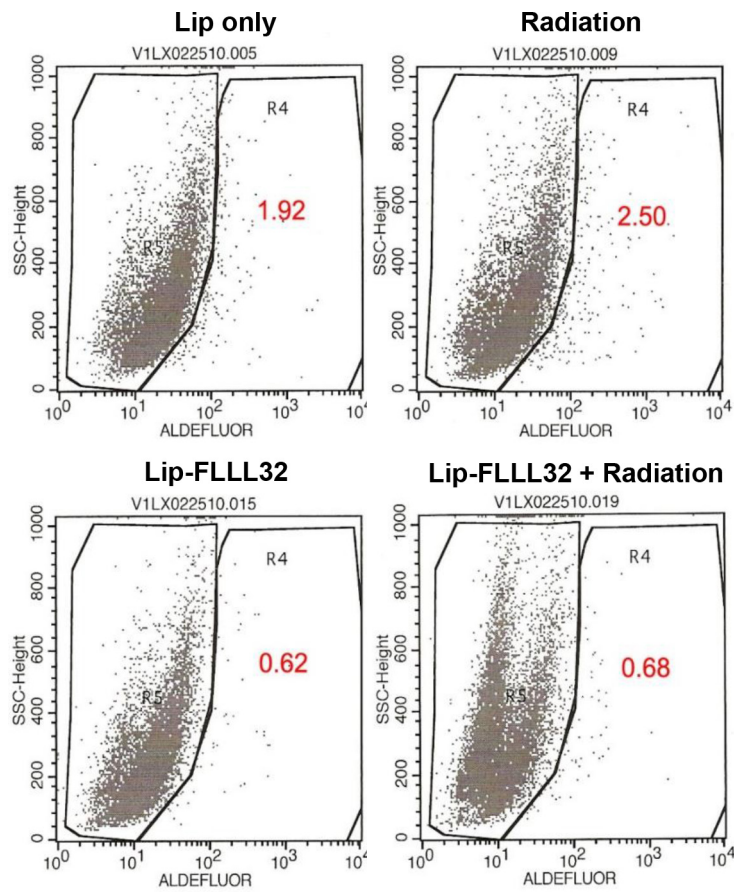 Lip only
Radiation
V1LX022510.005
V1LX022510.009
1000
800
600
400
200
0
SSC-Height
R4
R5
1.92
10^0
10^1
10^2
10^3
10^4
ALDEFLUOR
1000
800
600
400
200
0
SSC-Height
R4
R5
2.50
10^0
10^1
10^2
10^3
10^4
ALDEFLUOR
Lip-FLLL32
Lip-FLLL32 + Radiation
V1LX022510.015
V1LX022510.019
1000
800
600
400
200
0
SSC-Height
R4
R5
0.62
10^0
10^1
10^2
10^3
10^4
ALDEFLUOR
1000
800
600
400
200
0
SSC-Height
R4
R5
0.68
10^0
10^1
10^2
10^3
10^4
ALDEFLUOR